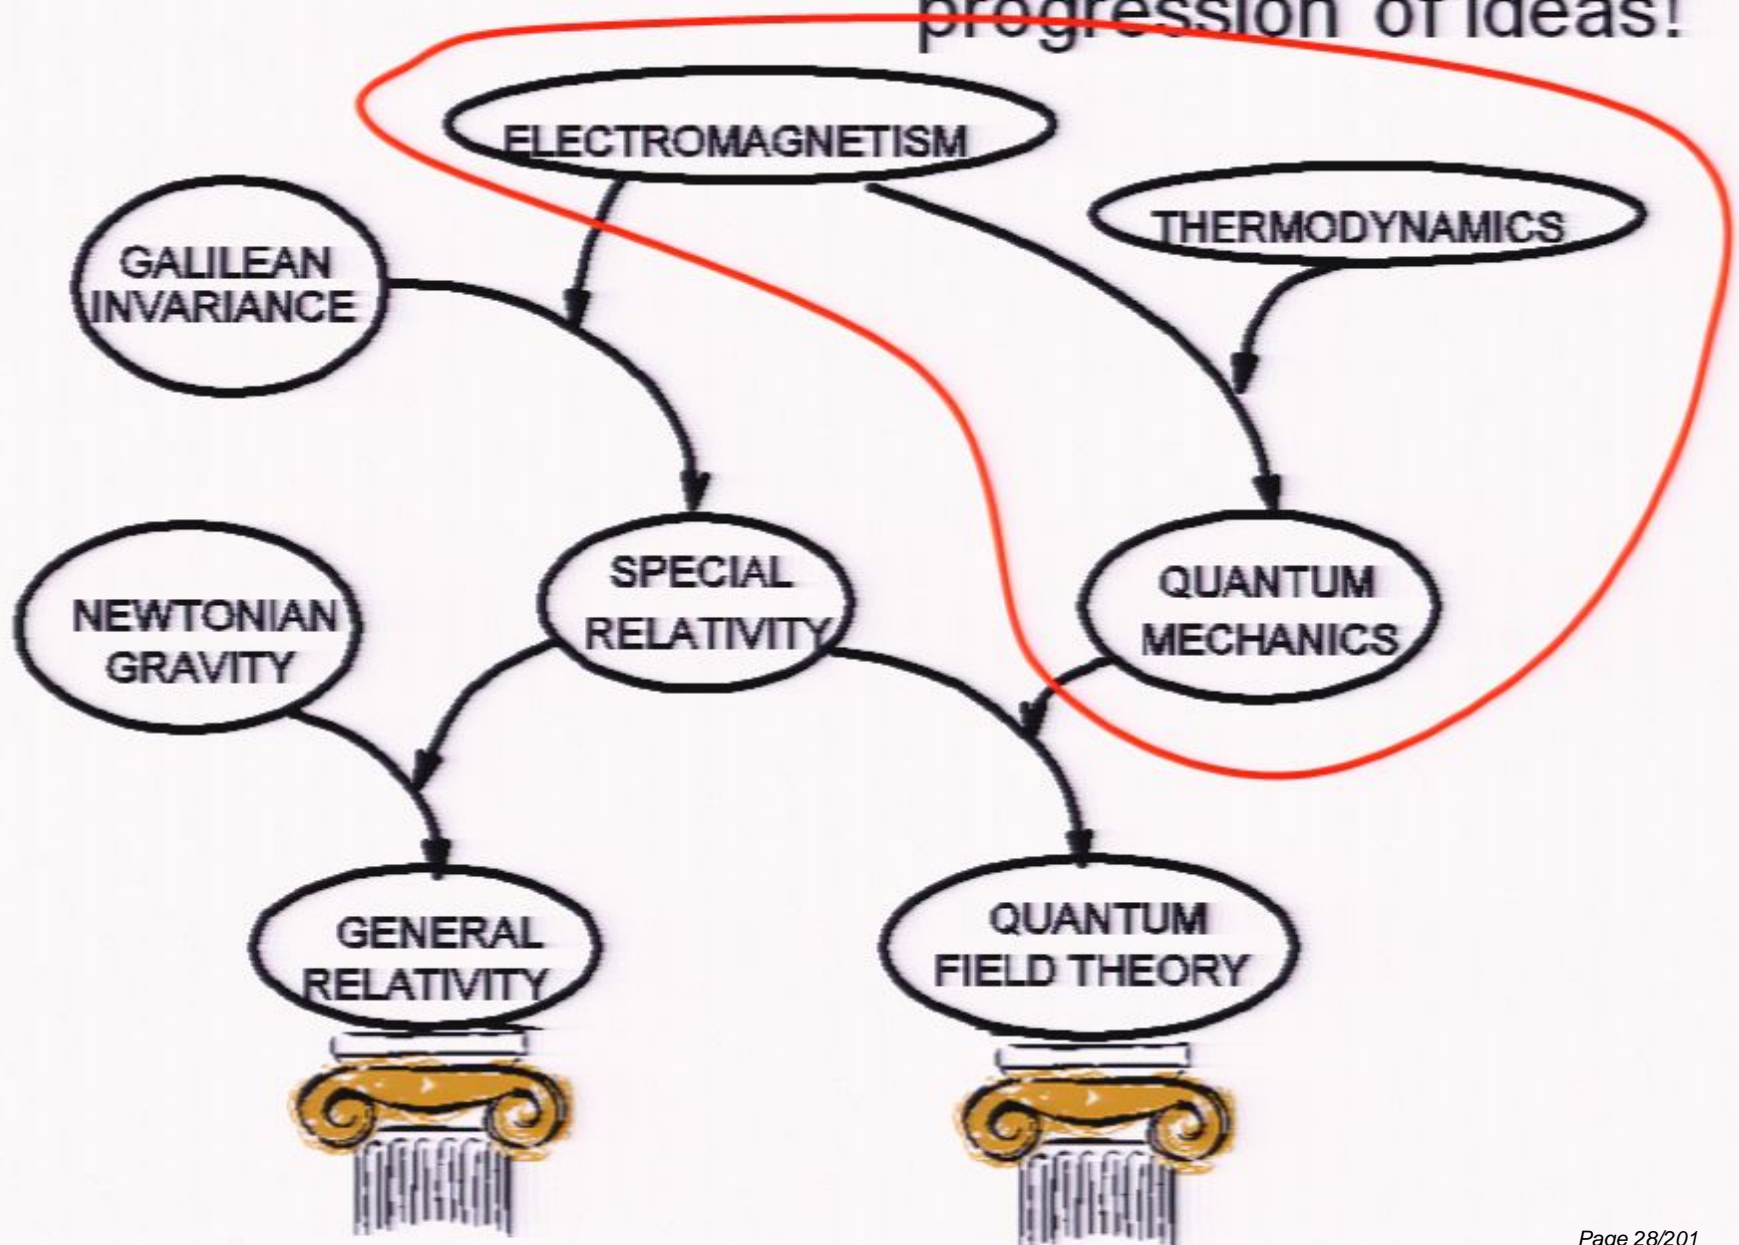 progression of ideas!
ELECTROMAGNETISM
THERMODYNAMICS
GALILEAN
INVARIANCE
SPECIAL
RELATIVITY
QUANTUM
MECHANICS
NEWTONIAN
GRAVITY
GENERAL
RELATIVITY
QUANTUM
FIELD THEORY
Page 28/201